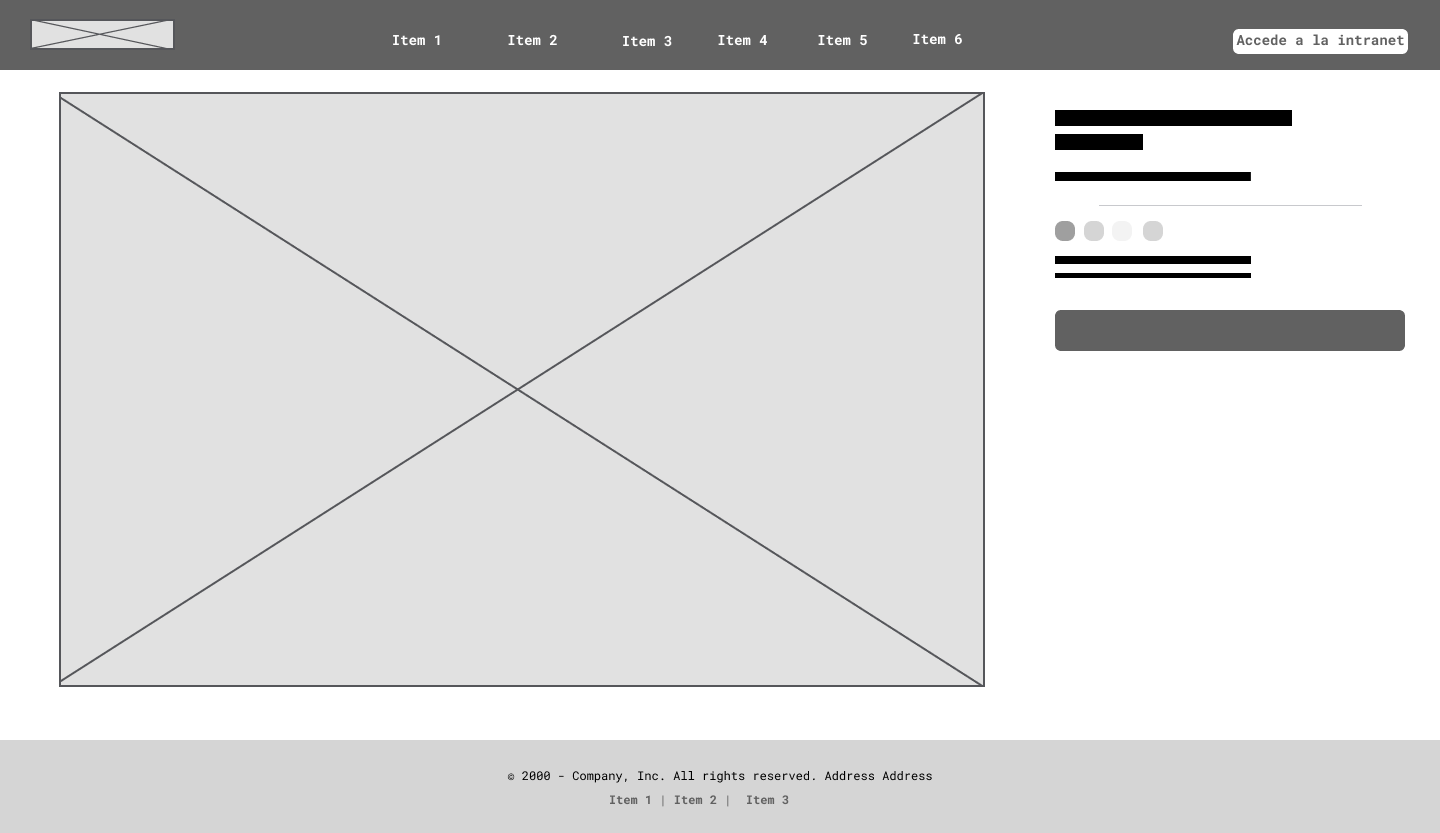 Item 1 Item 2 Item 3 Item 4 Item 5 Item 6 Accede a la intranet
© 2000 - Company, Inc. All rights reserved. Address Address
Item 1 | Item 2 | Item 3